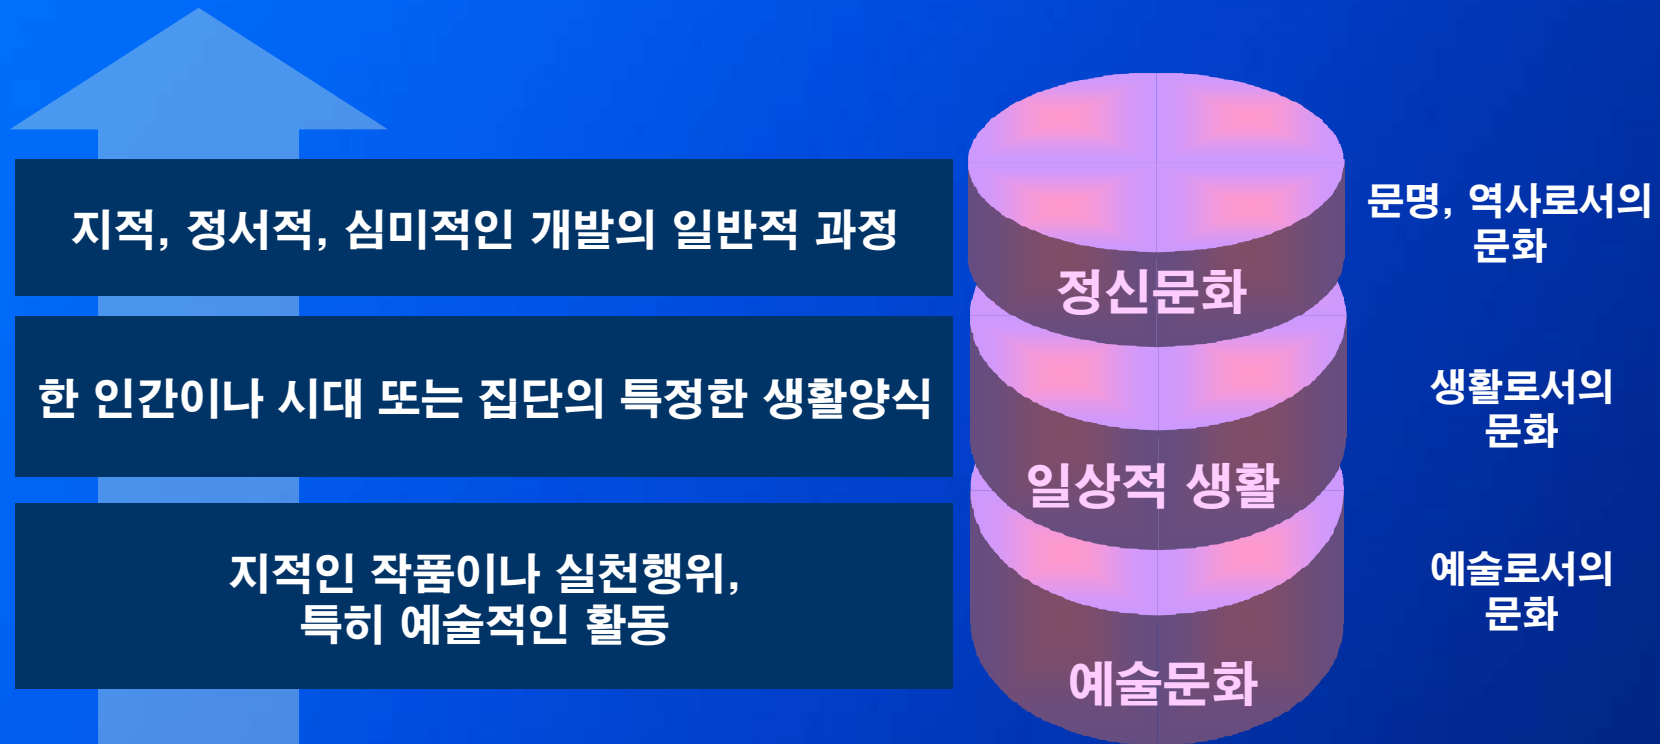 지적, 정서적, 심미적인 개발의 일반적 과정
정신문화
문명, 역사로서의
문화
한 인간이나 시대 또는 집단의 특정한 생활양식
일상적 생활
생활로서의
문화
지적인 작품이나 실천행위,
특히 예술적인 활동
예술문화
예술로서의
문화